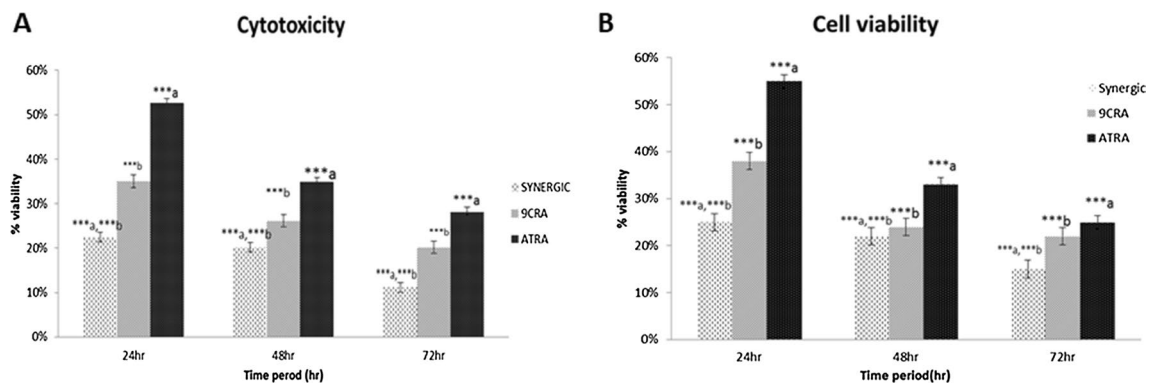 A
Cytotoxicity
% viability
60%
50%
40%
30%
20%
10%
0%
***a,***b
***b
***a
***a,***b
***b
***a
***a,***b
***b
***a
24hr
48hr
72hr
Time perod (hr)
SYNERGIC
9CRA
ATRA
B
Cell viability
% viability
60%
50%
40%
30%
20%
10%
0%
***a,***b
***b
***a
***a,***b
***b
***a
***a,***b
***b
***a
24hr
48hr
72hr
Time period(hr)
Synergic
9CRA
ATRA